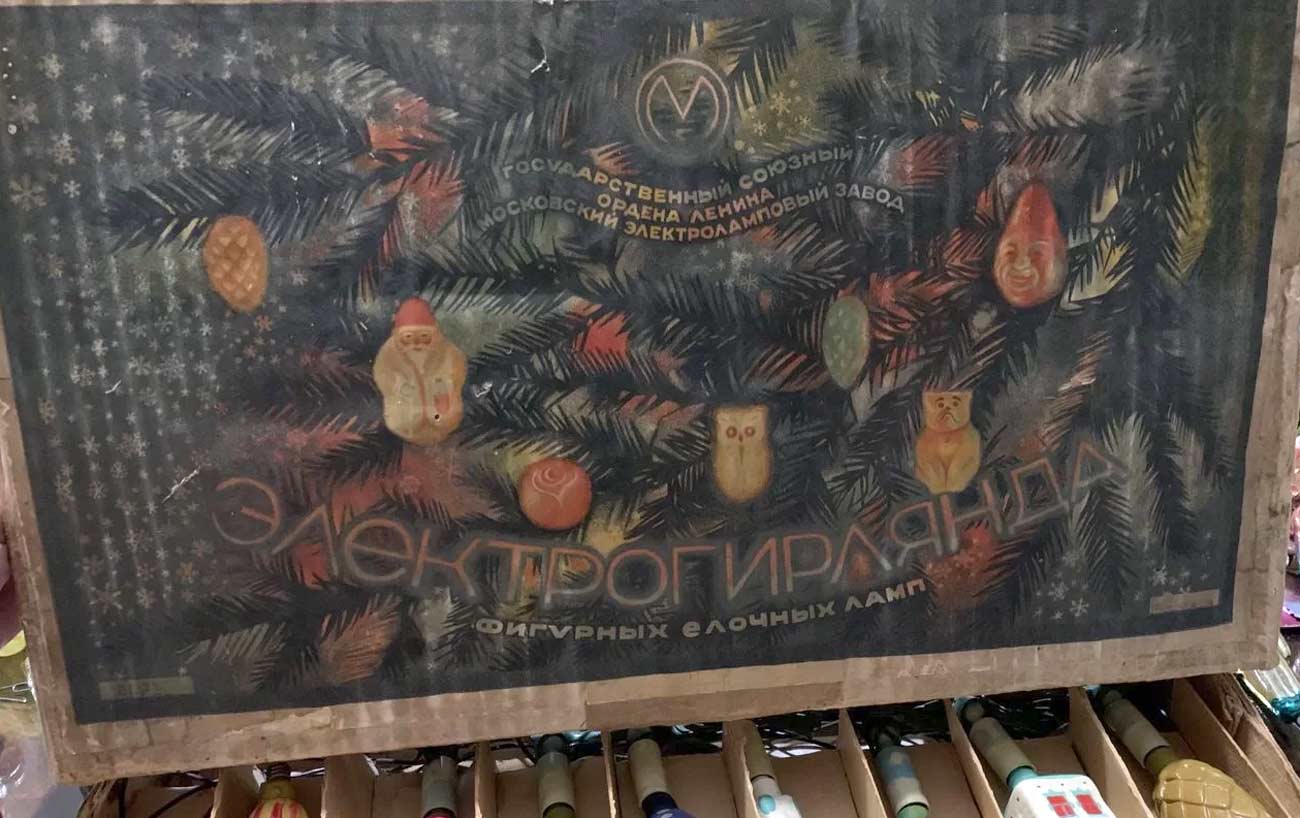 ГОСУДАРСТВЕННЫЙ СОЮЗНЫЙ
ОРДЕНА ЛЕНИНА
МОСКОВСКИЙ ЭЛЕКТРОЛАМПОВЫЙ ЗАВОД
ЭЛЕКТРОГИРЛЯНДА
ФИГУРНЫХ ЕЛОЧНЫХ ЛАМП